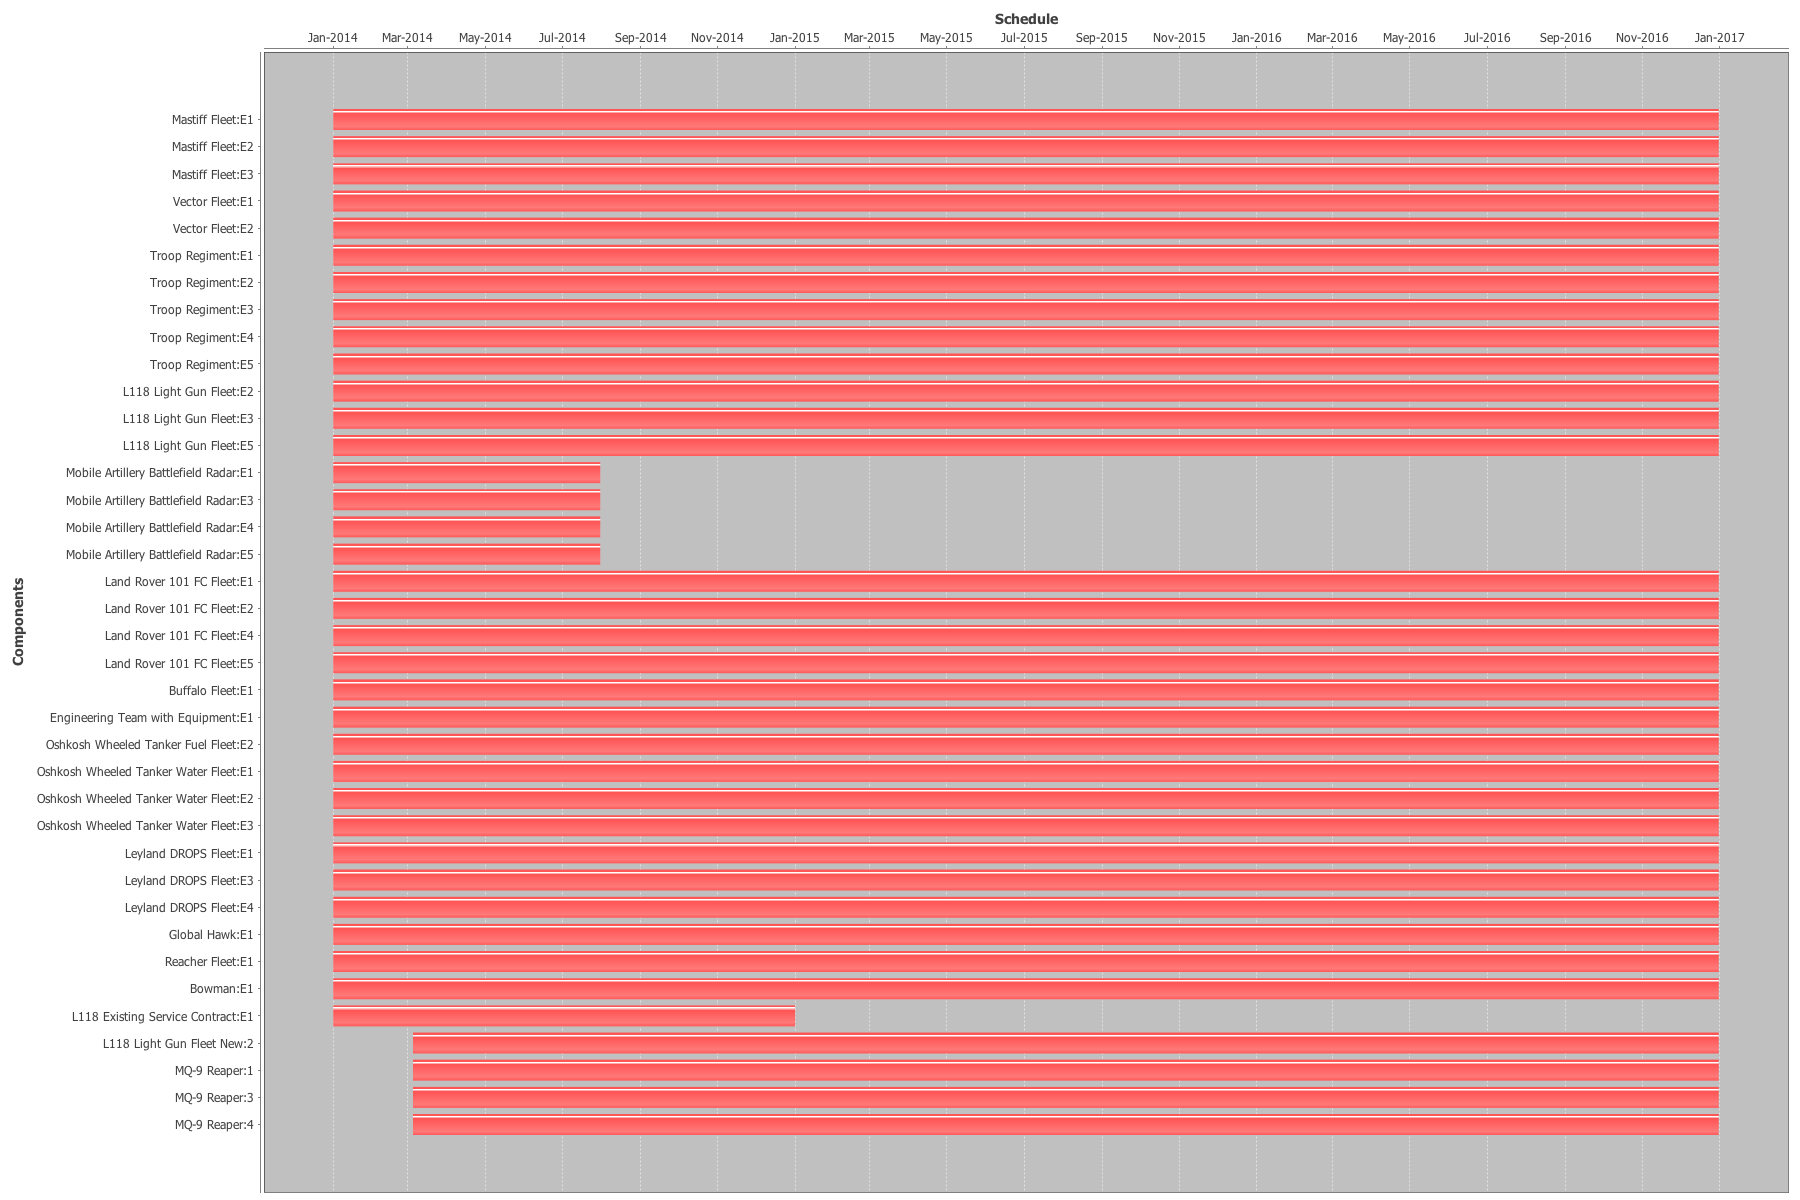 Schedule
Jan-2014 Mar-2014 May-2014 Jul-2014 Sep-2014 Nov-2014 Jan-2015 Mar-2015 May-2015 Jul-2015 Sep-2015 Nov-2015 Jan-2016 Mar-2016 May-2016 Jul-2016 Sep-2016 Nov-2016 Jan-2017
Components
Mastiff Fleet:E1
Mastiff Fleet:E2
Mastiff Fleet:E3
Vector Fleet:E1
Vector Fleet:E2
Troop Regiment:E1
Troop Regiment:E2
Troop Regiment:E3
Troop Regiment:E4
Troop Regiment:E5
L118 Light Gun Fleet:E2
L118 Light Gun Fleet:E3
L118 Light Gun Fleet:E5
Mobile Artillery Battlefield Radar:E1
Mobile Artillery Battlefield Radar:E3
Mobile Artillery Battlefield Radar:E4
Mobile Artillery Battlefield Radar:E5
Land Rover 101 FC Fleet:E1
Land Rover 101 FC Fleet:E2
Land Rover 101 FC Fleet:E4
Land Rover 101 FC Fleet:E5
Buffalo Fleet:E1
Engineering Team with Equipment:E1
Oshkosh Wheeled Tanker Fuel Fleet:E2
Oshkosh Wheeled Tanker Water Fleet:E1
Oshkosh Wheeled Tanker Water Fleet:E2
Oshkosh Wheeled Tanker Water Fleet:E3
Leyland DROPS Fleet:E1
Leyland DROPS Fleet:E3
Leyland DROPS Fleet:E4
Global Hawk:E1
Reacher Fleet:E1
Bowman:E1
L118 Existing Service Contract:E1
L118 Light Gun Fleet New:2
MQ-9 Reaper:1
MQ-9 Reaper:3
MQ-9 Reaper:4